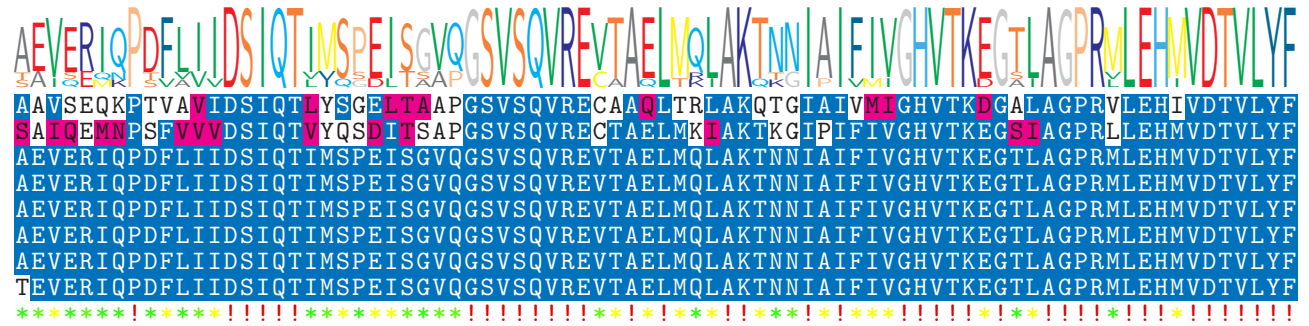 AEVERIQPDFLIIDSIQTIMSPEISGVQGSVSQVREVTAELMQLAKTNNIAIFIVGHVTKEGTLAGPRMLEHMVDTVLYF
AAVSEQKPTVAVIDSIQTLYSGELTAAPGSVSQVRECAAQLTRLAKQTGIAIVMIGHVTKDGALAGPRVLEHIVDTVLYF
SAIQEMNPSFVVVDSIQTVYQSDITSAPGSVSQVRECTAELMKIAKTKGIPIFIVGHVTKEGSIAGPRLLEHMVDTVLYF
AEVERIQPDFLIIDSIQTIMSPEISGVQGSVSQVREVTAELMQLAKTNNIAIFIVGHVTKEGTLAGPRMLEHMVDTVLYF
AEVERIQPDFLIIDSIQTIMSPEISGVQGSVSQVREVTAELMQLAKTNNIAIFIVGHVTKEGTLAGPRMLEHMVDTVLYF
AEVERIQPDFLIIDSIQTIMSPEISGVQGSVSQVREVTAELMQLAKTNNIAIFIVGHVTKEGTLAGPRMLEHMVDTVLYF
AEVERIQPDFLIIDSIQTIMSPEISGVQGSVSQVREVTAELMQLAKTNNIAIFIVGHVTKEGTLAGPRMLEHMVDTVLYF
AEVERIQPDFLIIDSIQTIMSPEISGVQGSVSQVREVTAELMQLAKTNNIAIFIVGHVTKEGTLAGPRMLEHMVDTVLYF
TEVERIQPDFLIIDSIQTIMSPEISGVQGSVSQVREVTAELMQLAKTNNIAIFIVGHVTKEGTLAGPRMLEHMVDTVLYF
*******!*****!!!!!**********!!!!!!!!**!*!***!!***!*!***!!!!!*!**!!!!*!!!*!!!!!!!